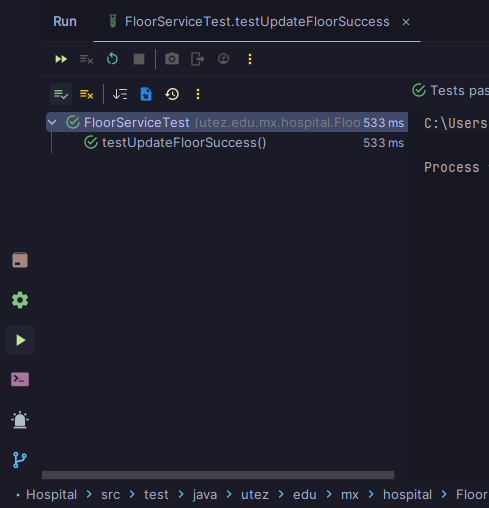 Run FloorServiceTest.testUpdateFloorSuccess
Tests pas
FloorServiceTest (utez.edu.mx.hospital.Floo 533 ms
C:\Users
testUpdateFloorSuccess() 533 ms
Process
Hospital > src > test > java > utez > edu > mx > hospital > Floor